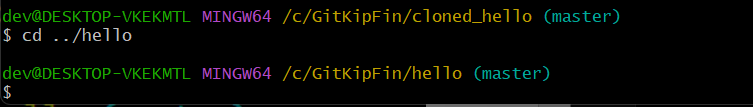 dev@DESKTOP-VKEKMTL MINGW64 /c/GitKipFin/cloned_hello (master)
$ cd ../hello
dev@DESKTOP-VKEKMTL MINGW64 /c/GitKipFin/hello (master)
$